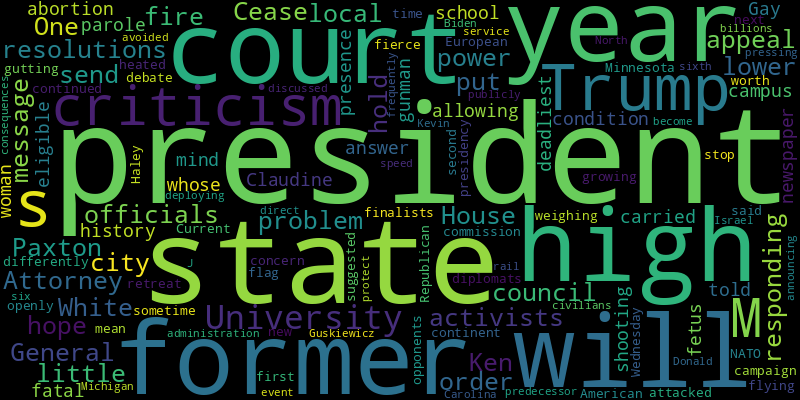 abortion
One
parole
fire
Cease
local
time
school
Biden
next
Gay
resolutions
avoided
fierce
European
service
billions
appeal
gutting
send
heated
debate
court
power
year
North
pressing
lower
message
continued
discussed
presence
hold
frequently
gunman
put
Minnesota
sixth
Trump
worth
campus
consequences
eligible
criticism
allowing
publicly
deadliest
condition
become
newspaper
Kevin
woman
Haley
mind
answer
second
presidency
speed
growing
stop
whose
Claudine
deploying
president
s
officials
direct
problem
finalists
House
weighing
carried
said
history
Current
commission
Israel
Paxton
city
J
concern
suggested
protect
Republican
rail
high
announcing
differently
flag
state
diplomats
told
responding
six
Attorney
retreat
civilians
council
openly
White
sometime
University
activists
shooting
fetus
M
hope
mean
administration
new
Guskiewicz
opponents
continent
Wednesday
NATO
General
former
will
Ken
Donald
campaign
little
first
order
fatal
Michigan
event
Carolina
predecessor
American
attacked
flying